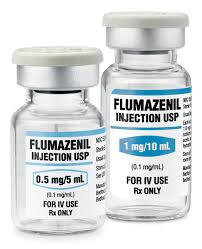 FLUMAZENIL
INJECTION USP
0.5 mg/5 mL
(0.1 mg/mL)
FOR IV USE
Rx ONLY
FLUMAZENIL
INJECTION USP
1 mg/10 mL
(0.1 mg/mL)
FOR IV USE
Rx ONLY